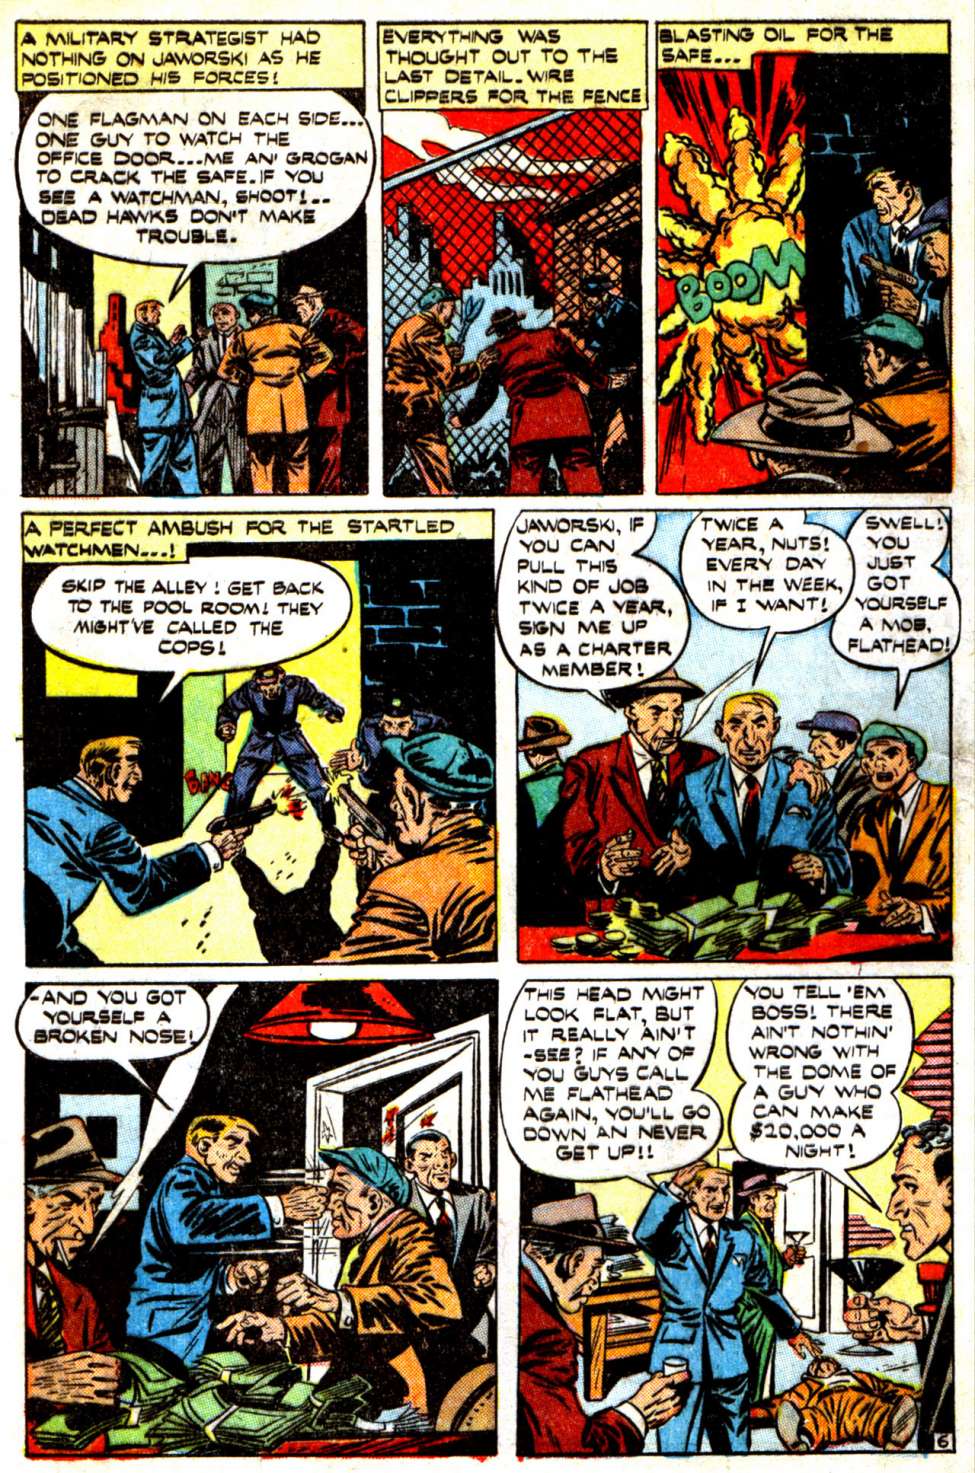 A MILITARY STRATEGIST HAD
NOTHING ON JAWORSKI AS HE
POSITIONED HIS FORCES!
ONE FLAGMAN ON EACH SIDE...
ONE GUY TO WATCH THE
OFFICE DOOR...ME AN' GROGAN
TO CRACK THE SAFE. IF YOU
SEE A WATCHMAN, SHOOT!..
DEAD HAWKS DON'T MAKE
TROUBLE.
EVERYTHING WAS
THOUGHT OUT TO THE
LAST DETAIL. WIRE
CLIPPERS FOR THE FENCE
BLASTING OIL FOR THE
SAFE...
BOOM
A PERFECT AMBUSH FOR THE STARTLED
WATCHMEN...!
SKIP THE ALLEY! GET BACK
TO THE POOL ROOM! THEY
MIGHT'VE CALLED THE
COPS!
BANG
JAWORSKI, IF
YOU CAN
PULL THIS
KIND OF JOB
TWICE A YEAR,
SIGN ME UP
AS A CHARTER
MEMBER!
TWICE A
YEAR, NUTS!
EVERY DAY
IN THE WEEK,
IF I WANT!
SWELL!
YOU
JUST
GOT
YOURSELF
A MOB,
FLATHEAD!
-AND YOU GOT
YOURSELF A
BROKEN NOSE!
THIS HEAD MIGHT
LOOK FLAT, BUT
IT REALLY AIN'T
-SEE? IF ANY OF
YOU GUYS CALL
ME FLATHEAD
AGAIN, YOU'LL GO
DOWN AN NEVER
GET UP!!
YOU TELL 'EM
BOSS! THERE
AIN'T NOTHIN'
WRONG WITH
THE DOME OF
A GUY WHO
CAN MAKE
$20,000 A
NIGHT!
6